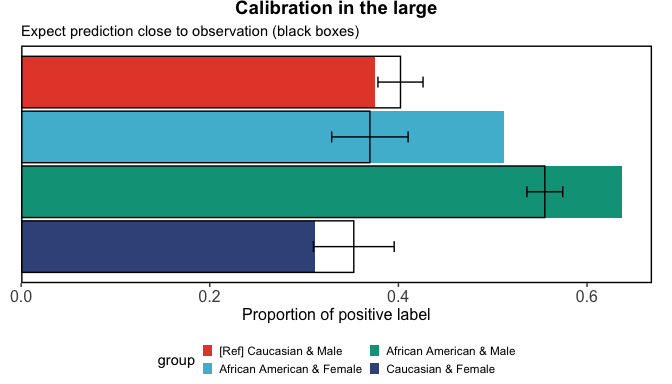 Calibration in the large
Expect prediction close to observation (black boxes)
0.0 0.2 0.4 0.6
Proportion of positive label
group
[Ref] Caucasian & Male African American & Male
African American & Female Caucasian & Female